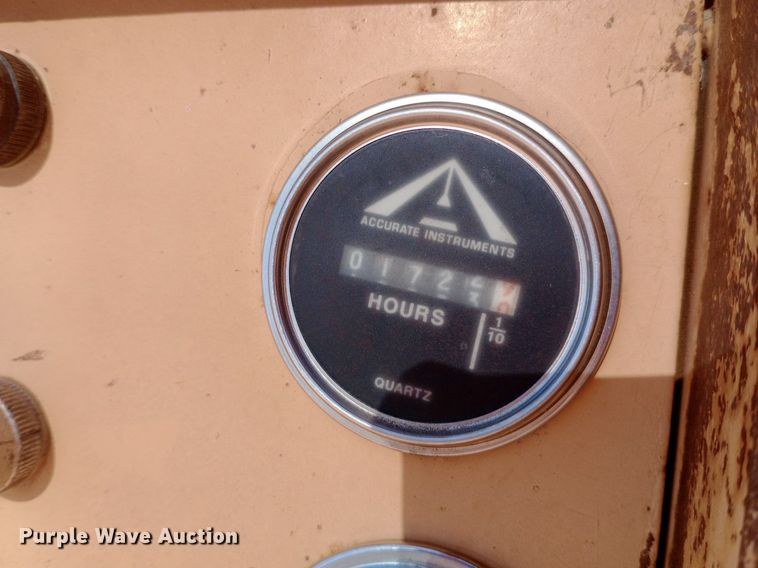 ACCURATE INSTRUMENTS
0172
HOURS
1/10
QUARTZ
Purple Wave Auction